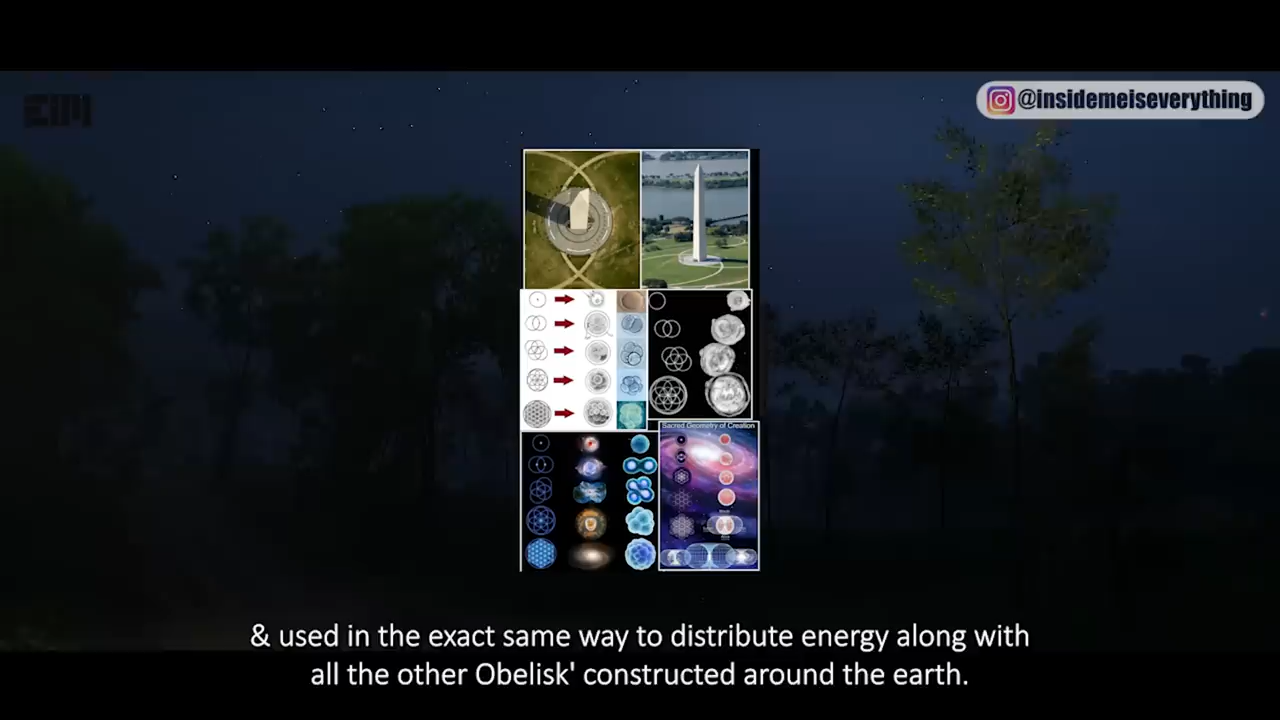 EIM
@insidemeiseverything
Sacred Geometry of Creation
& used in the exact same way to distribute energy along with
all the other Obelisk' constructed around the earth.